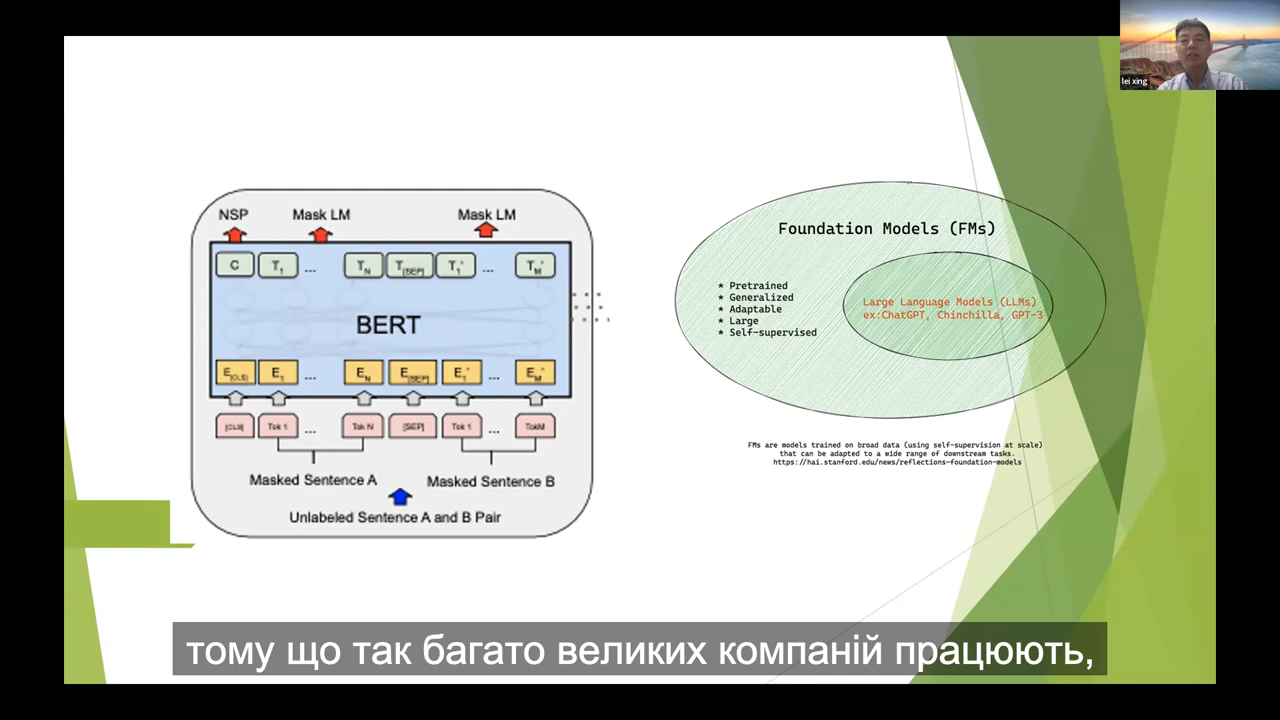 lei xing
NSP Mask LM Mask LM
C T1 ... TN T[SEP] T1' ... TM'
BERT
E[CLS] E1 ... EN E[SEP] E1' ... EM'
[CLS] Tok 1 ... Tok N [SEP] Tok 1 ... TokM
Masked Sentence A Masked Sentence B
Unlabeled Sentence A and B Pair
Foundation Models (FMs)
* Pretrained
* Generalized
* Adaptable
* Large
* Self-supervised
Large Language Models (LLMs)
ex:ChatGPT, Chinchilla, GPT-3
FMs are models trained on broad data (using self-supervision at scale)
that can be adapted to a wide range of downstream tasks.
https://hai.stanford.edu/news/reflections-foundation-models
тому що так багато великих компаній працюють,